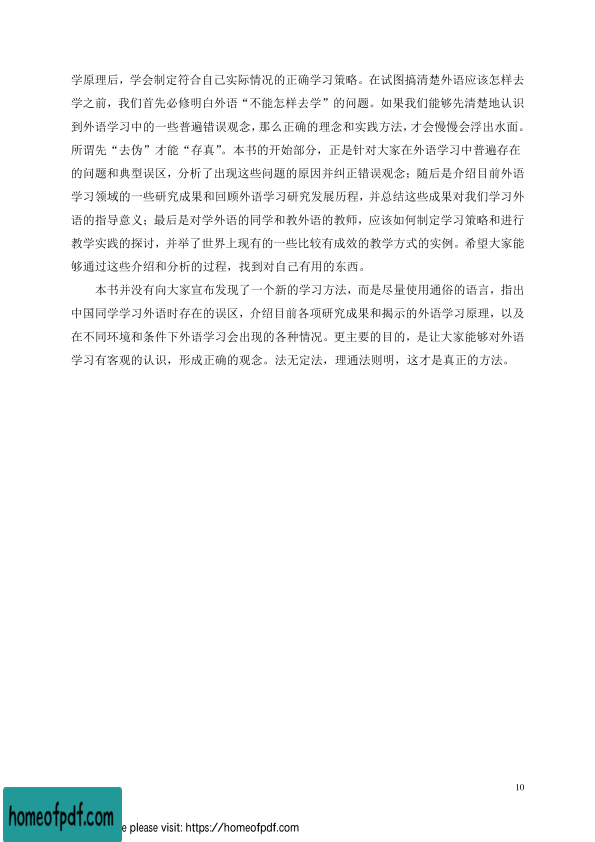 学原理后，学会制定符合自己实际情况的正确学习策略。在试图搞清楚外语应该怎样去
学之前，我们首先必修明白外语“不能怎样去学”的问题。如果我们能够先清楚地认识
到外语学习中的一些普遍错误观念，那么正确的理念和实践方法，才会慢慢会浮出水面。
所谓先“去伪”才能“存真”。本书的开始部分，正是针对大家在外语学习中普遍存在
的问题和典型误区，分析了出现这些问题的原因并纠正错误观念；随后是介绍目前外语
学习领域的一些研究成果和回顾外语学习研究发展历程，并总结这些成果对我们学习外
语的指导意义；最后是对学外语的同学和教外语的教师，应该如何制定学习策略和进行
教学实践的探讨，并举了世界上现有的一些比较有成效的教学方式的实例。希望大家能
够通过这些介绍和分析的过程，找到对自己有用的东西。
本书并没有向大家宣布发现了一个新的学习方法，而是尽量使用通俗的语言，指出
中国同学学习外语时存在的误区，介绍目前各项研究成果和揭示的外语学习原理，以及
在不同环境和条件下外语学习会出现的各种情况。更主要的目的，是让大家能够对外语
学习有客观的认识，形成正确的观念。法无定法，理通法则明，这才是真正的方法。
10
homeofpdf.com
e please visit: https://homeofpdf.com